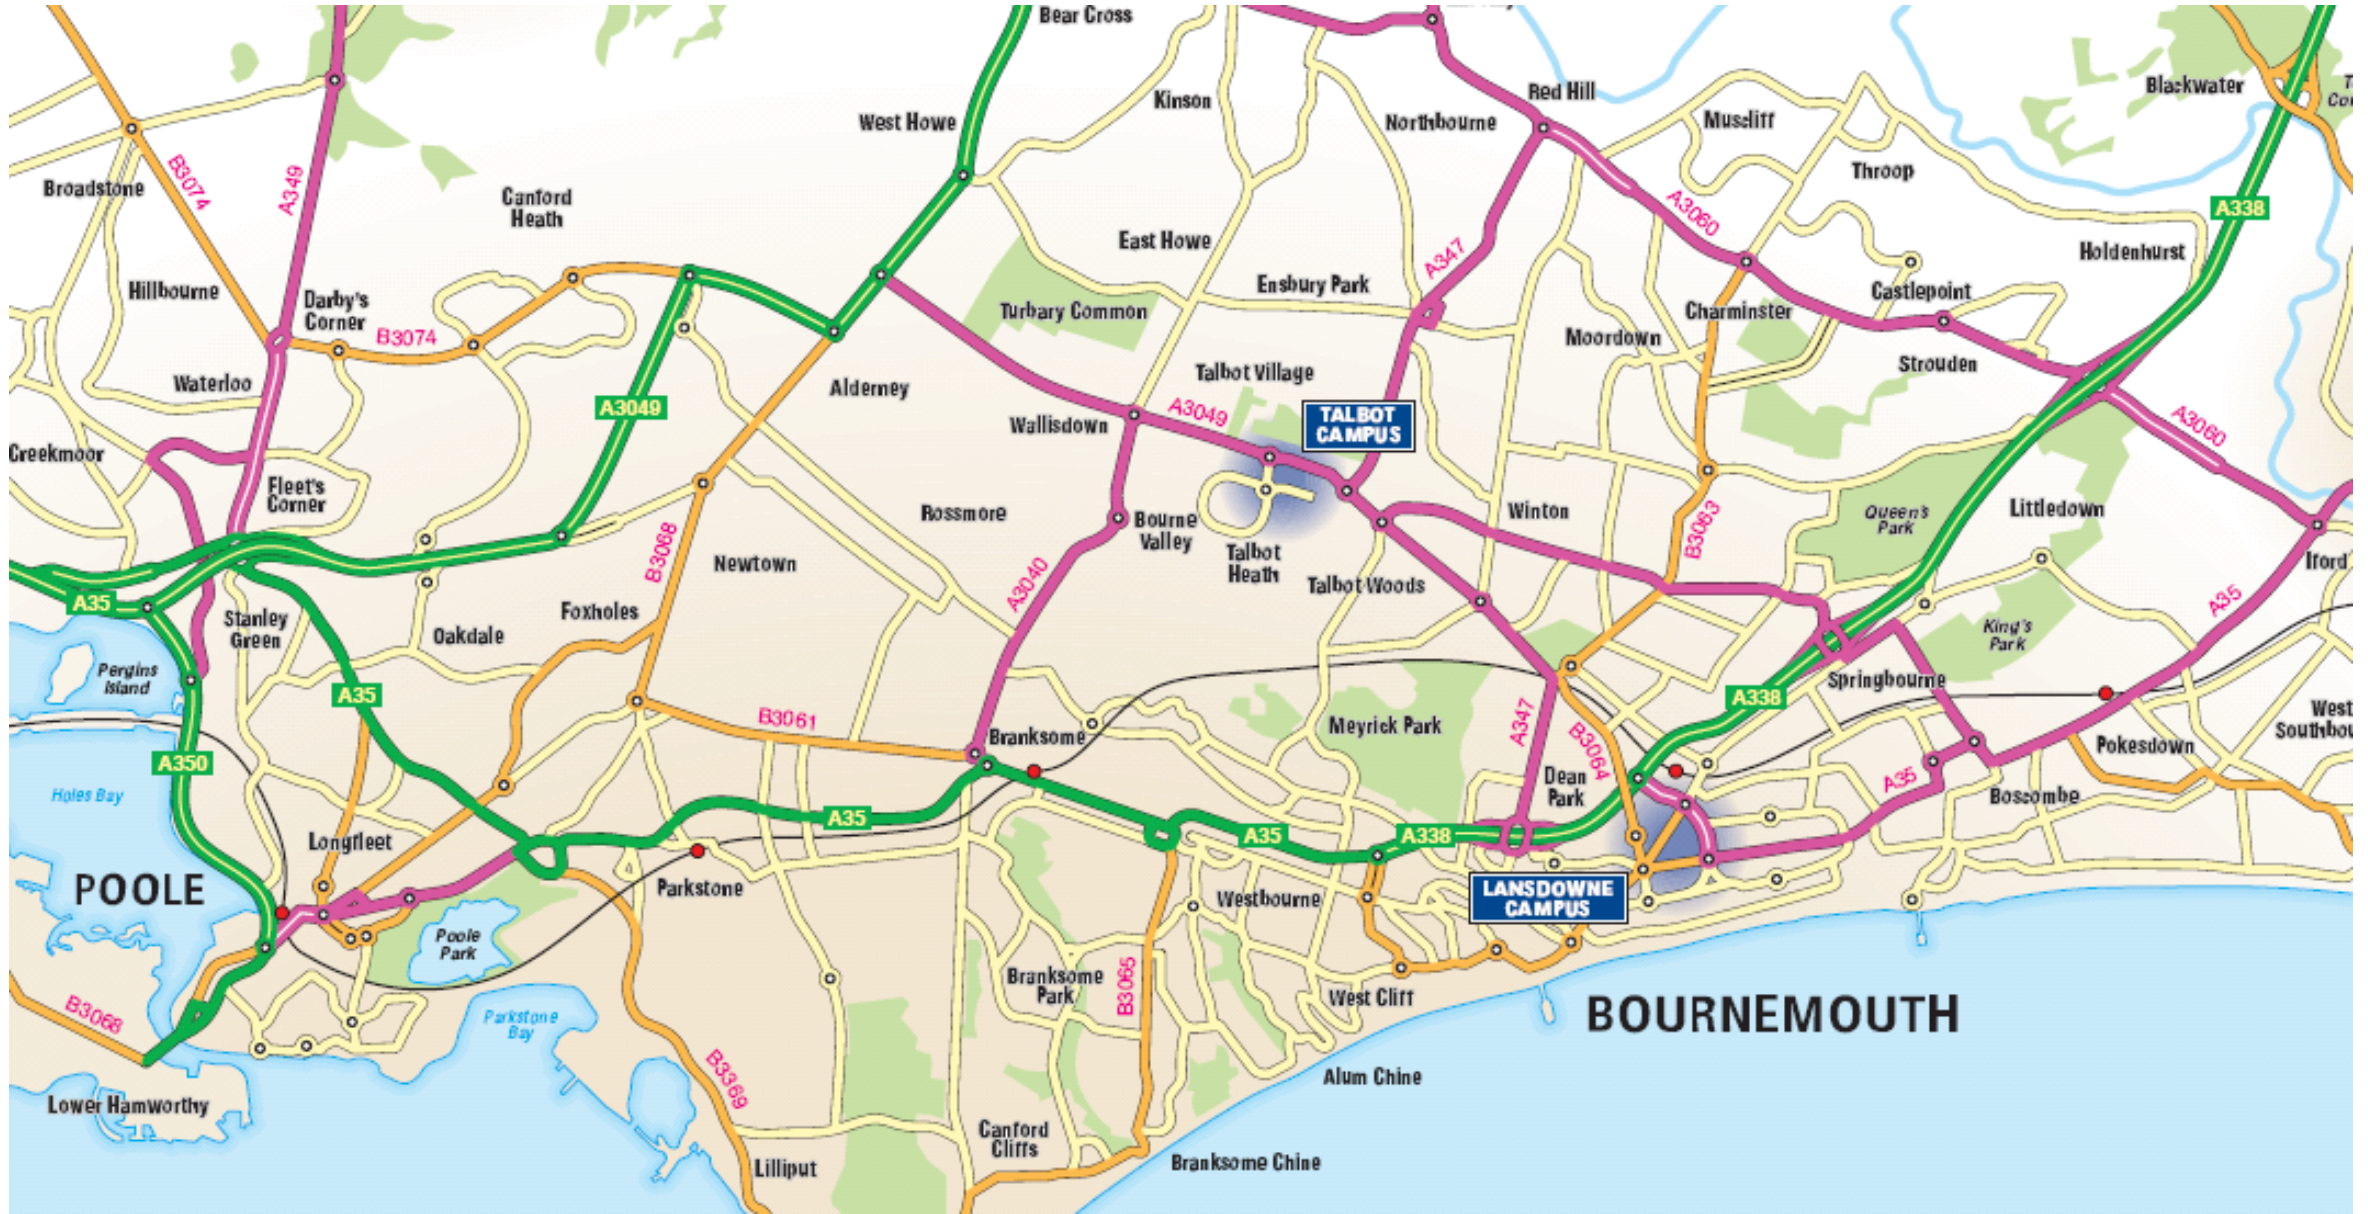 Bear Cross
Blackwater
Red Hill
Kinson
West Howe
Northbourne
Muscliff
Throop
Broadstone
B3074
A349
Canford
Heath
A3060
A338
East Howe
A347
Holdenhurst
Hillbourne
Darby's
Corner
Ensbury Park
Castlepoint
Turbary Common
Charminster
B3074
Moordown
Waterloo
Alderney
Talbot Village
Strouden
A3049
A3049
TALBOT
CAMPUS
Wallisdown
A3060
Creekmoor
Fleet's
Corner
Rossmore
Bourne
Valley
Winton
Queen's
Park
Littledown
B3063
B3068
Newtown
Talbot
Heath
Iford
A3040
Talbot Woods
A35
A35
Stanley
Green
Foxholes
Oakdale
King's
Park
Pergins
Island
A35
Springbourne
A338
B3061
Branksome
Meyrick Park
A347
B3064
West
Pokesdown
A350
Holes Bay
Dean
Park
A35
Boscombe
A35
A35
A338
Longfleet
POOLE
Parkstone
Westbourne
LANSDOWNE
CAMPUS
Poole
Park
Branksome
Park
B3065
West Cliff
BOURNEMOUTH
B3068
Parkstone
Bay
B3369
Alum Chine
Lower Hamworthy
Canford
Cliffs
Lilliput
Branksome Chine